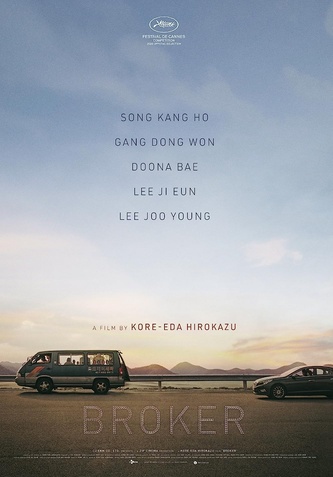 FESTIVAL DE CANNES
SONG KANG HO
GANG DONG WON
DOONA BAE
LEE JI EUN
LEE JOO YOUNG
A FILM BY KORE-EDA HIROKAZU
BROKER